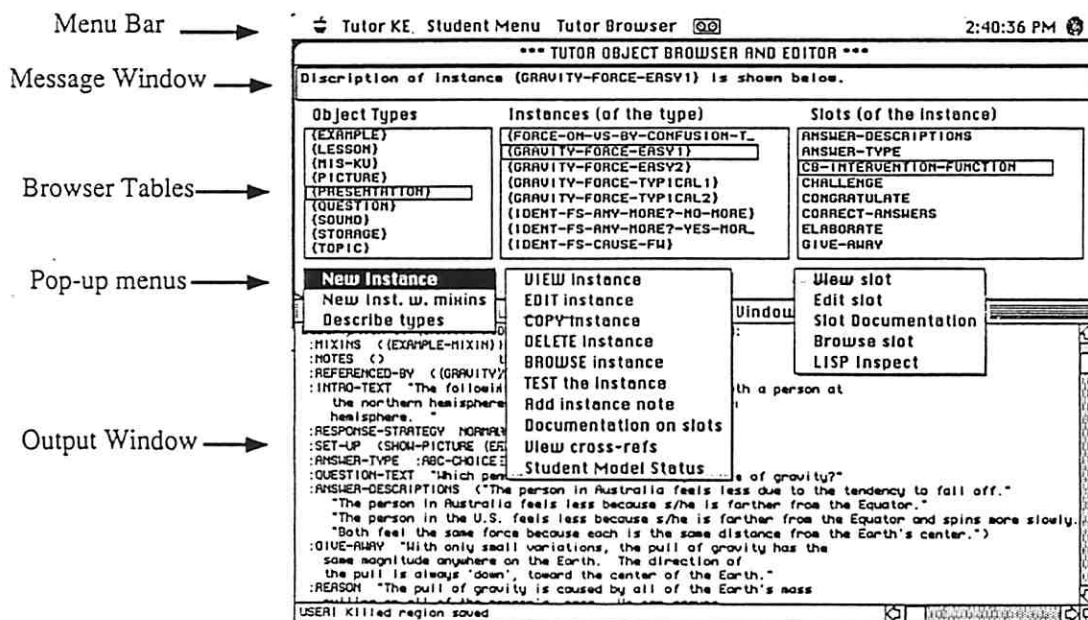 Menu Bar
Tutor KE. Student Menu Tutor Browser
2:40:36 PM
*** TUTOR OBJECT BROWSER AND EDITOR ***
Message Window
Discription of instance {GRAVITY-FORCE-EASY1} is shown below.
Object Types
Instances (of the type)
Slots (of the instance)
Browser Tables
{EXAMPLE}
{LESSON}
{MIS-KU}
{PICTURE}
{PRESENTATION}
{QUESTION}
{SOUND}
{STORAGE}
{TOPIC}
{FORCE-ON-US-BY-CONFUSION-T_
{GRAVITY-FORCE-EASY1}
{GRAVITY-FORCE-EASY2}
{GRAVITY-FORCE-TYPICAL1}
{GRAVITY-FORCE-TYPICAL2}
{IDENT-FS-ANY-MORE?-NO-MORE}
{IDENT-FS-ANY-MORE?-YES-MOR_
{IDENT-FS-CAUSE-FW}
ANSWER-DESCRIPTIONS
ANSWER-TYPE
CB-INTERVENTION-FUNCTION
CHALLENGE
CONGRATULATE
CORRECT-ANSWERS
ELABORATE
GIVE-AWAY
Pop-up menus
New Instance
New Inst. w. mixins
Describe types
VIEW Instance
EDIT instance
COPY Instance
DELETE Instance
BROWSE instance
TEST the Instance
Add instance note
Documentation on slots
View cross-refs
Student Model Status
View slot
Edit slot
Slot Documentation
Browse slot
LISP Inspect
Window
Output Window
:MIXINS ((EXAMPLE-MIXIN))
:NOTES ()
:REFERENCED-BY ((GRAVITY)
:INTRO-TEXT "The followin th a person at
the northern hemisphere
hemisphere. "
:RESPONSE-STRATEGY NORMAL
:SET-UP (SHOW-PICTURE
:ANSWER-TYPE :ABC-CHOICE
:QUESTION-TEXT "Which e of gravity?"
:ANSWER-DESCRIPTIONS ("The person in Australia feels less due to the tendency to fall off."
"The person in Australia feels less because s/he is farther from the Equator."
"The person in the U.S. feels less because s/he is farther from the Equator and spins more slowly.
"Both feel the same force because each is the same distance from the Earth's center.")
:GIVE-AWAY "With only small variations, the pull of gravity has the
same magnitude anywhere on the Earth. The direction of
the pull is always 'down', toward the center of the Earth."
:REASON "The pull of gravity is caused by all of the Earth's mass
USER| Killed region saved